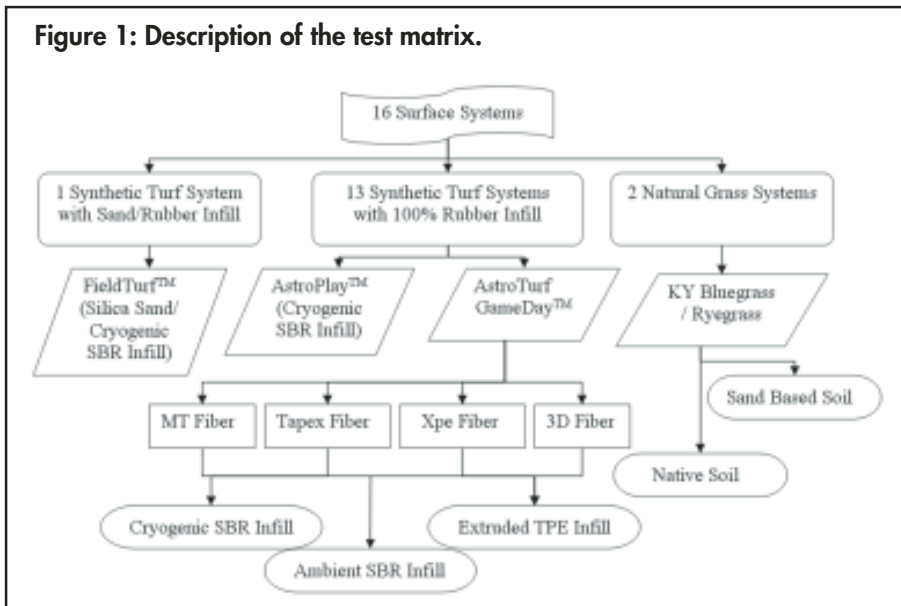 Figure 1: Description of the test matrix.
16 Surface Systems
1 Synthetic Turf System
with Sand/Rubber Infill
13 Synthetic Turf Systems
with 100% Rubber Infill
2 Natural Grass Systems
FieldTurf™
(Silica Sand/
Cryogenic
SBR Infill)
AstroPlay™
(Cryogenic
SBR Infill)
AstroTurf
GameDay™
KY Bluegrass
/ Ryegrass
MT Fiber
Tapex Fiber
Xpe Fiber
3D Fiber
Sand Based Soil
Native Soil
Cryogenic SBR Infill
Extruded TPE Infill
Ambient SBR Infill